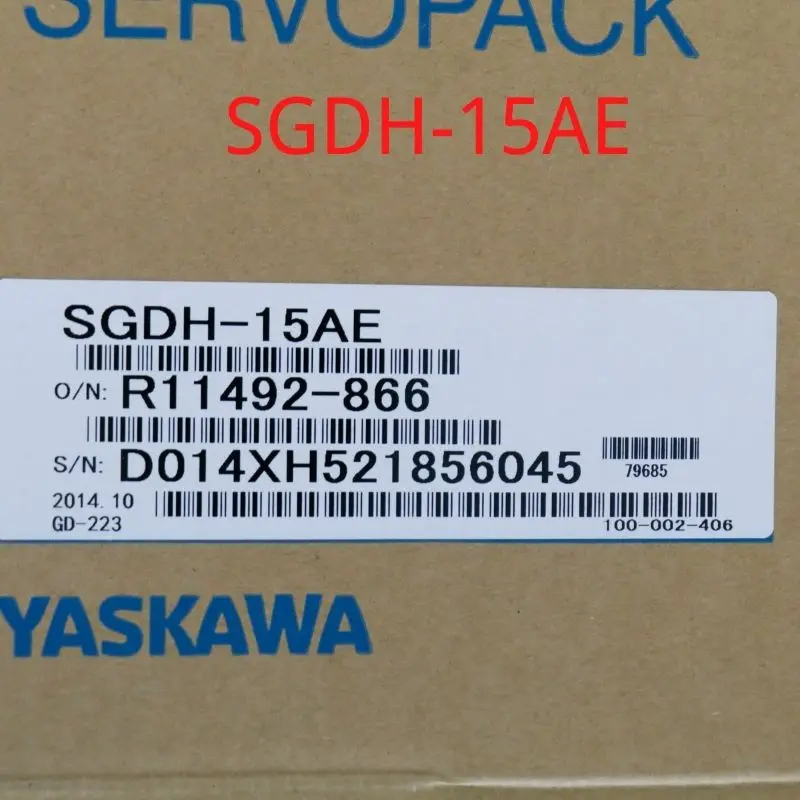 SERVOPACK
SGDH-15AE
SGDH-15AE
O/N: R11492-866
S/N: D014XH521856045
79685
2014.10
GD-223
100-002-406
YASKAWA